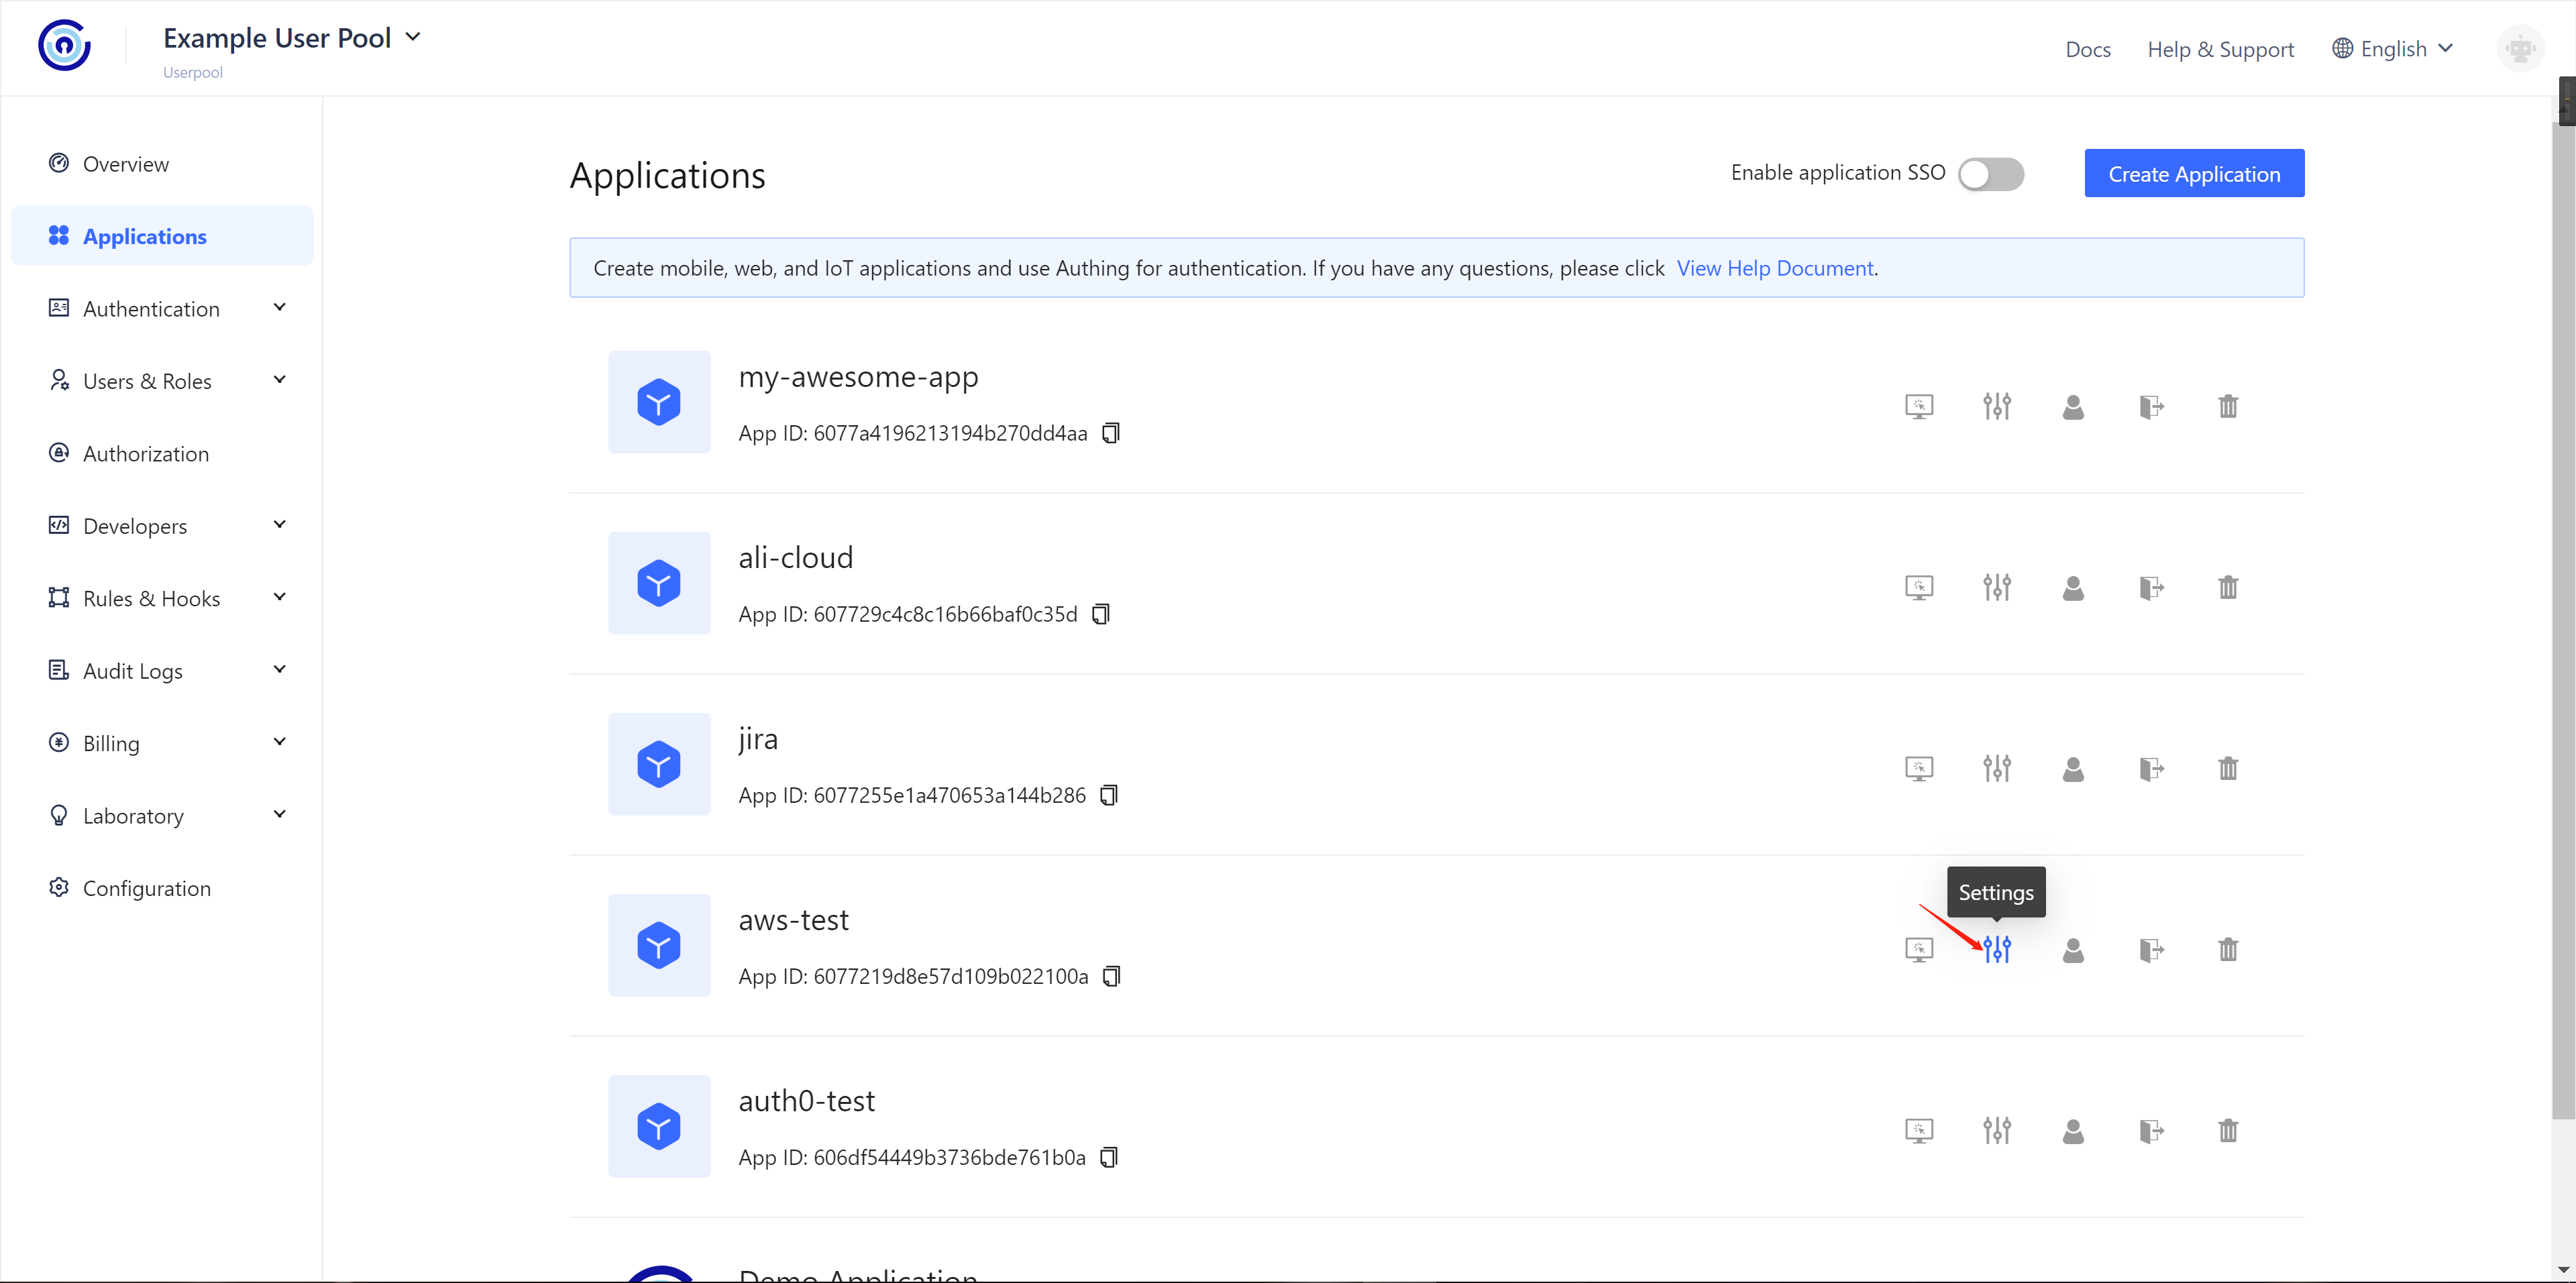 Example User Pool
Userpool
Docs
Help & Support
English
Overview
Applications
Authentication
Users & Roles
Authorization
Developers
Rules & Hooks
Audit Logs
Billing
Laboratory
Configuration
Applications
Enable application SSO
Create Application
Create mobile, web, and IoT applications and use Authing for authentication. If you have any questions, please click View Help Document.
my-awesome-app
App ID: 6077a4196213194b270dd4aa
ali-cloud
App ID: 607729c4c8c16b66baf0c35d
jira
App ID: 6077255e1a470653a144b286
Settings
aws-test
App ID: 6077219d8e57d109b022100a
auth0-test
App ID: 606df54449b3736bde761b0a
Demo Application